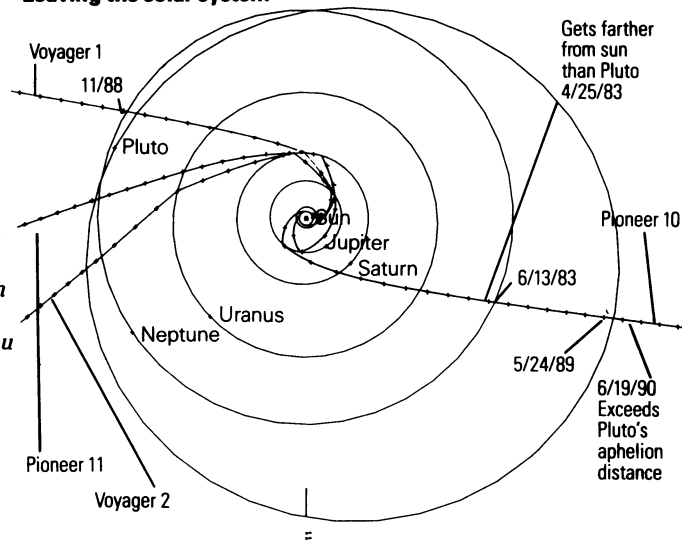 Leaving the solar system
Gets farther
from sun
than Pluto
4/25/83
Voyager 1
11/88
Pluto
Sun
Pioneer 10
Jupiter
Saturn
6/13/83
Uranus
Neptune
5/24/89
6/19/90
Exceeds
Pluto's
aphelion
distance
Pioneer 11
Voyager 2